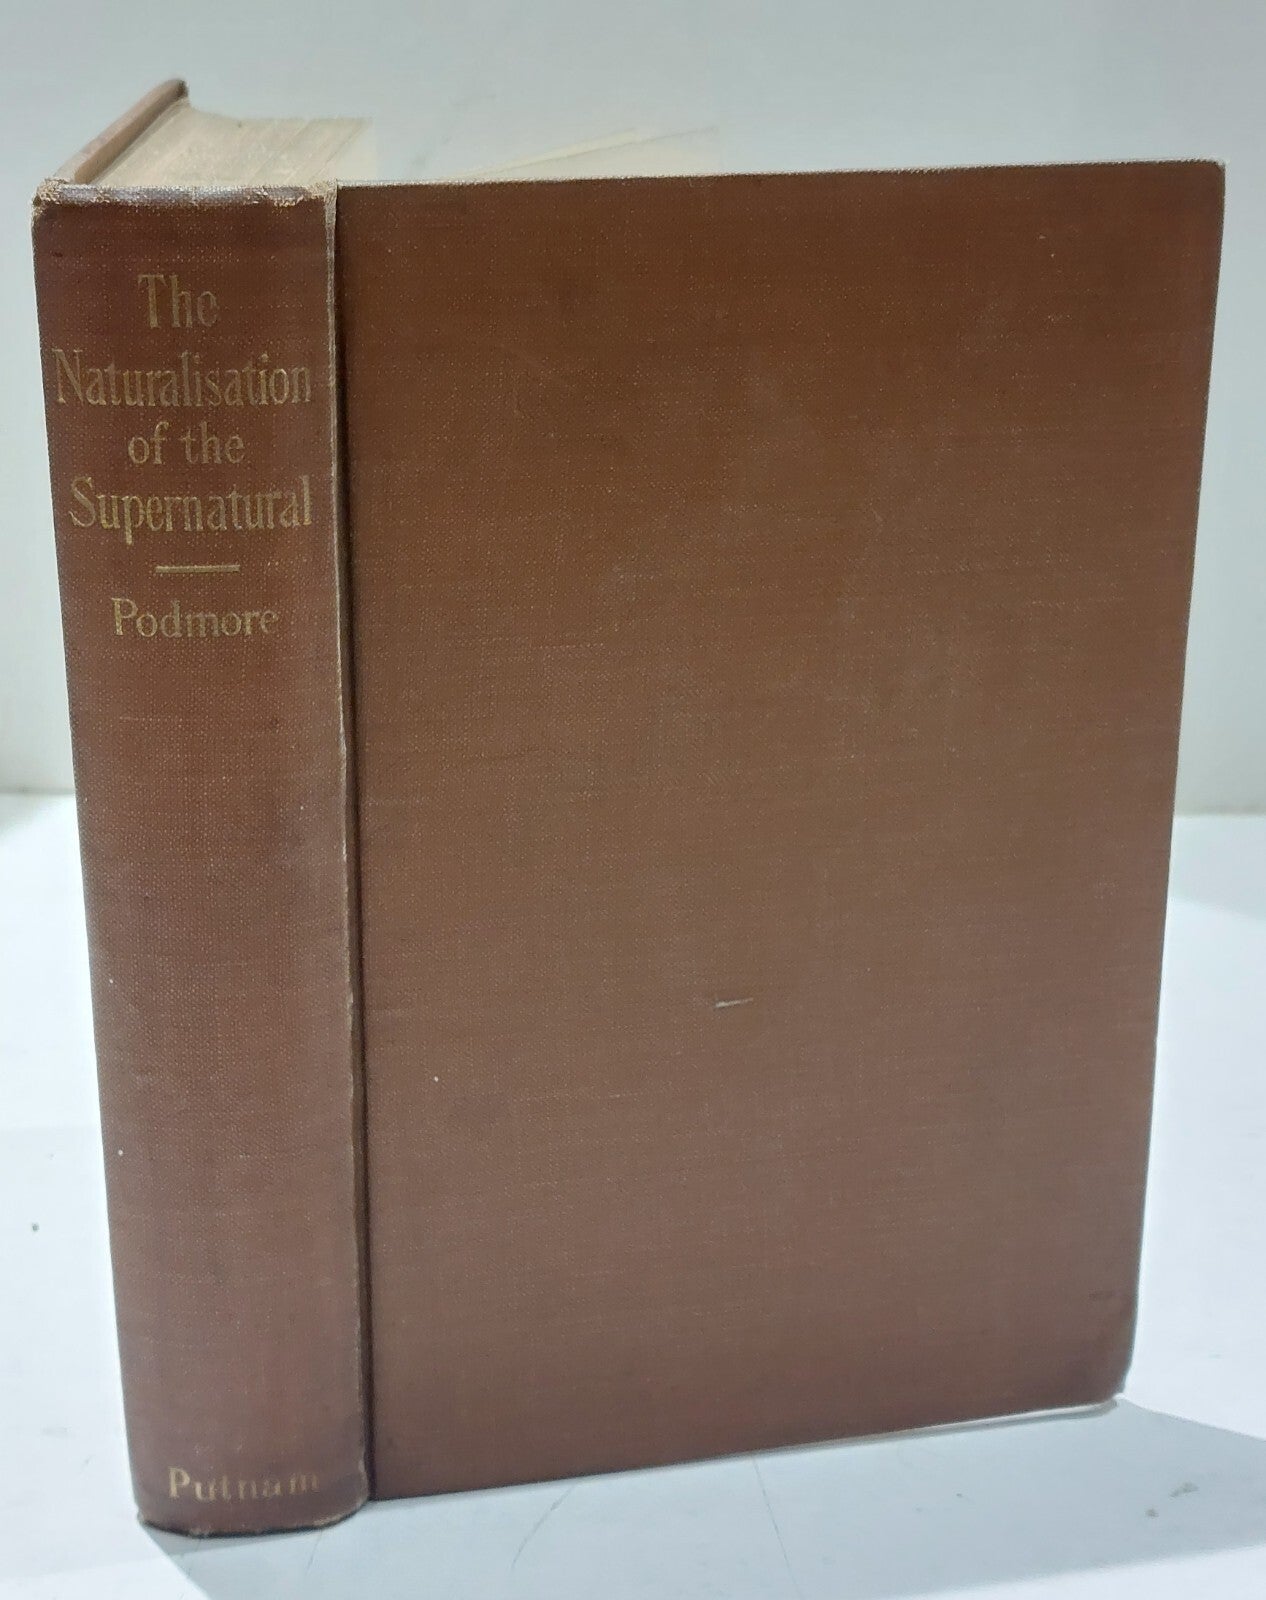 The
Naturalisation
of the
Supernatural
Podmore
Putnam